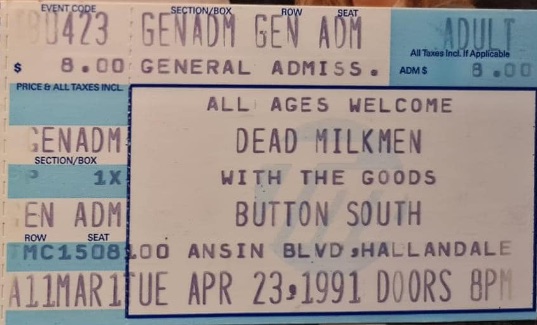 EVENT CODE SECTION/BOX ROW SEAT
0423 GENADM GEN ADM ADULT
All Taxes Incl. If Applicable
$ 8.00 GENERAL ADMISS. ADM $ 8.00
PRICE & ALL TAXES INCL
ALL AGES WELCOME
GENADM DEAD MILKMEN
SECTION/BOX
1X WITH THE GOODS
EN ADM BUTTON SOUTH
ROW SEAT
TMC1508 100 ANSIN BLVD,HALLANDALE
A11MAR1 TUE APR 23,1991 DOORS 8PM